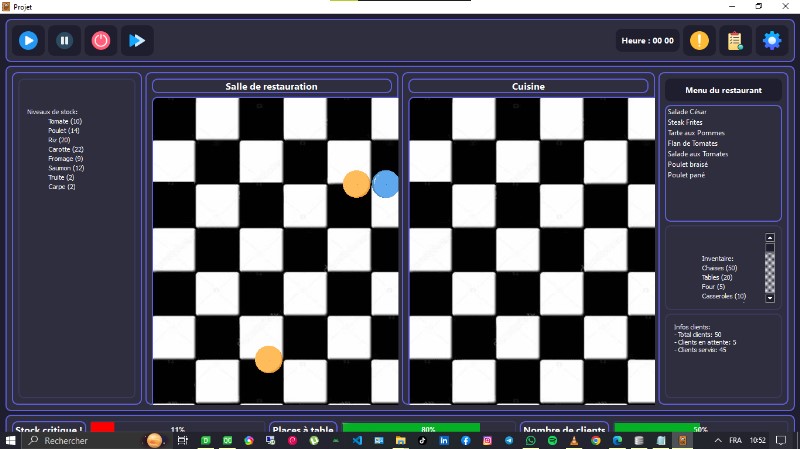 Projet
Heure : 00 00
Salle de restauration
Cuisine
Menu du restaurant
Niveaux de stock:
Tomate (10)
Poulet (14)
Riz (20)
Carotte (22)
Fromage (9)
Saumon (12)
Truite (2)
Carpe (2)
Salade César
Steak Frites
Tarte aux Pommes
Flan de Tomates
Salade aux Tomates
Poulet braisé
Poulet pané
Inventaire:
Chaises (50)
Tables (20)
Four (5)
Casseroles (10)
Infos clients:
- Total clients: 50
- Clients en attente: 5
- Clients servis: 45
Stock critique !
11%
Places à table
80%
Nombre de clients
50%
Rechercher
FRA
10:52